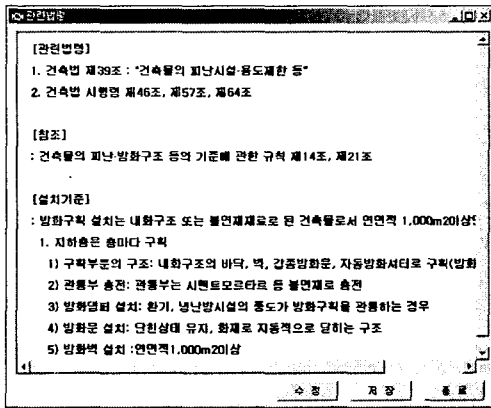 관련법령
[관련법령]
1. 건축법 제39조 : "건축물의 피난시설·용도제한 등"
2. 건축법 시행령 제46조, 제57조, 제64조
[참조]
: 건축물의 피난·방화구조 등의 기준에 관한 규칙 제14조, 제21조
[설치기준]
: 방화구획 설치는 내화구조 또는 불연재재료로 된 건축물로서 연면적 1,000m20이상인
1. 지하층은 층마다 구획
1) 구획부분의 구조: 내화구조의 바닥, 벽, 갑종방화문, 자동방화셔터로 구획(방화
2) 관통부 충전: 관통부는 시멘트모르타르 등 불연재로 충전
3) 방화댐퍼 설치: 환기, 냉난방시설의 풍도가 방화구획을 관통하는 경우
4) 방화문 설치: 닫힌상태 유지, 화재로 자동적으로 닫히는 구조
5) 방화벽 설치 :연면적1,000m2이상
수 정
저 장
종 료